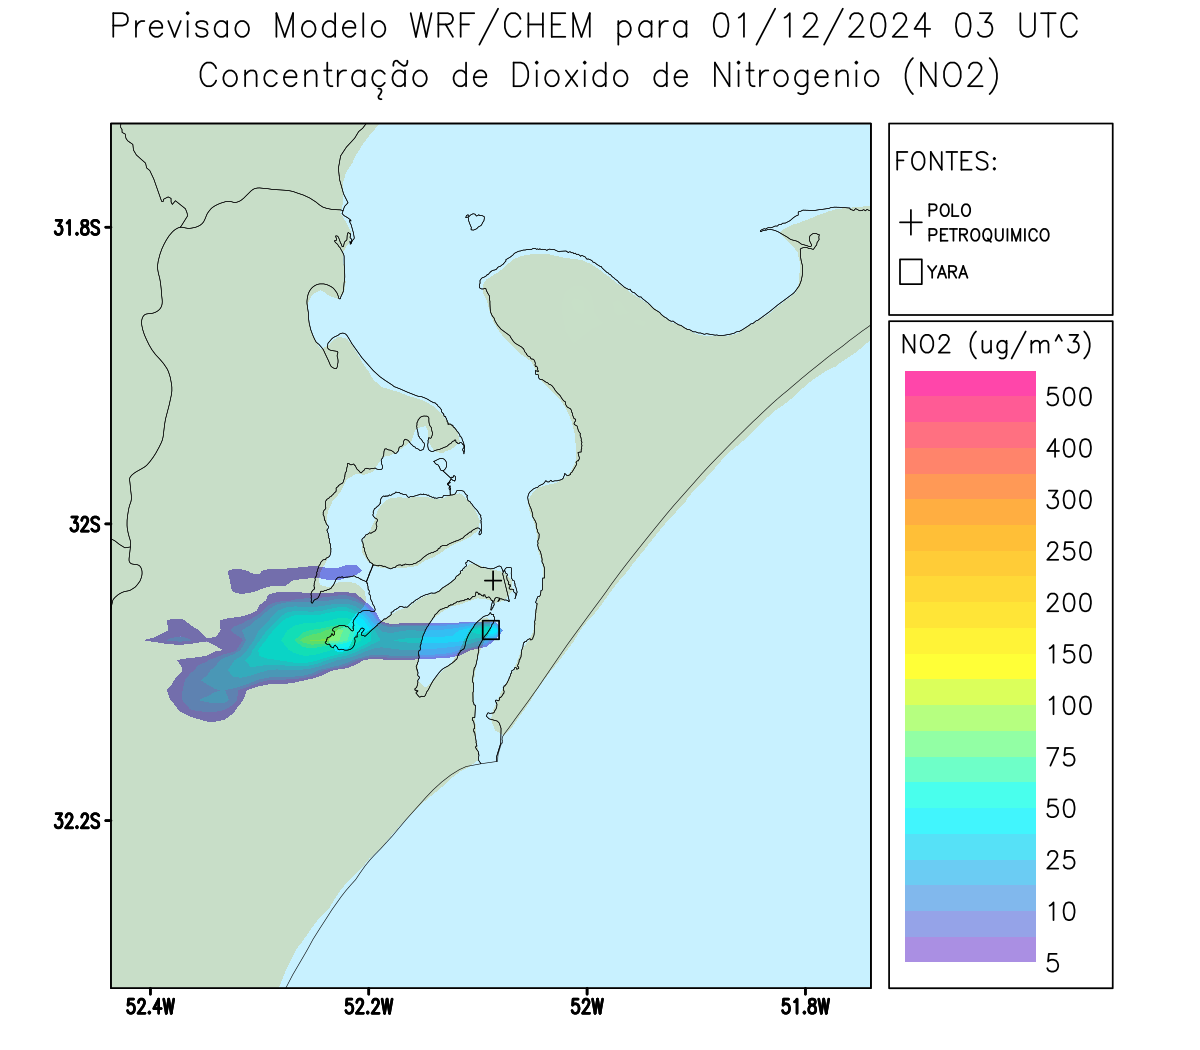 Previsao Modelo WRF/CHEM para 01/12/2024 03 UTC
Concentração de Dioxido de Nitrogenio (NO2)
FONTES:
POLO
PETROQUIMICO
YARA
NO2 (ug/m^3)
500
400
300
250
200
150
100
75
50
25
10
5
31.8S
32S
32.2S
52.4W
52.2W
52W
51.8W